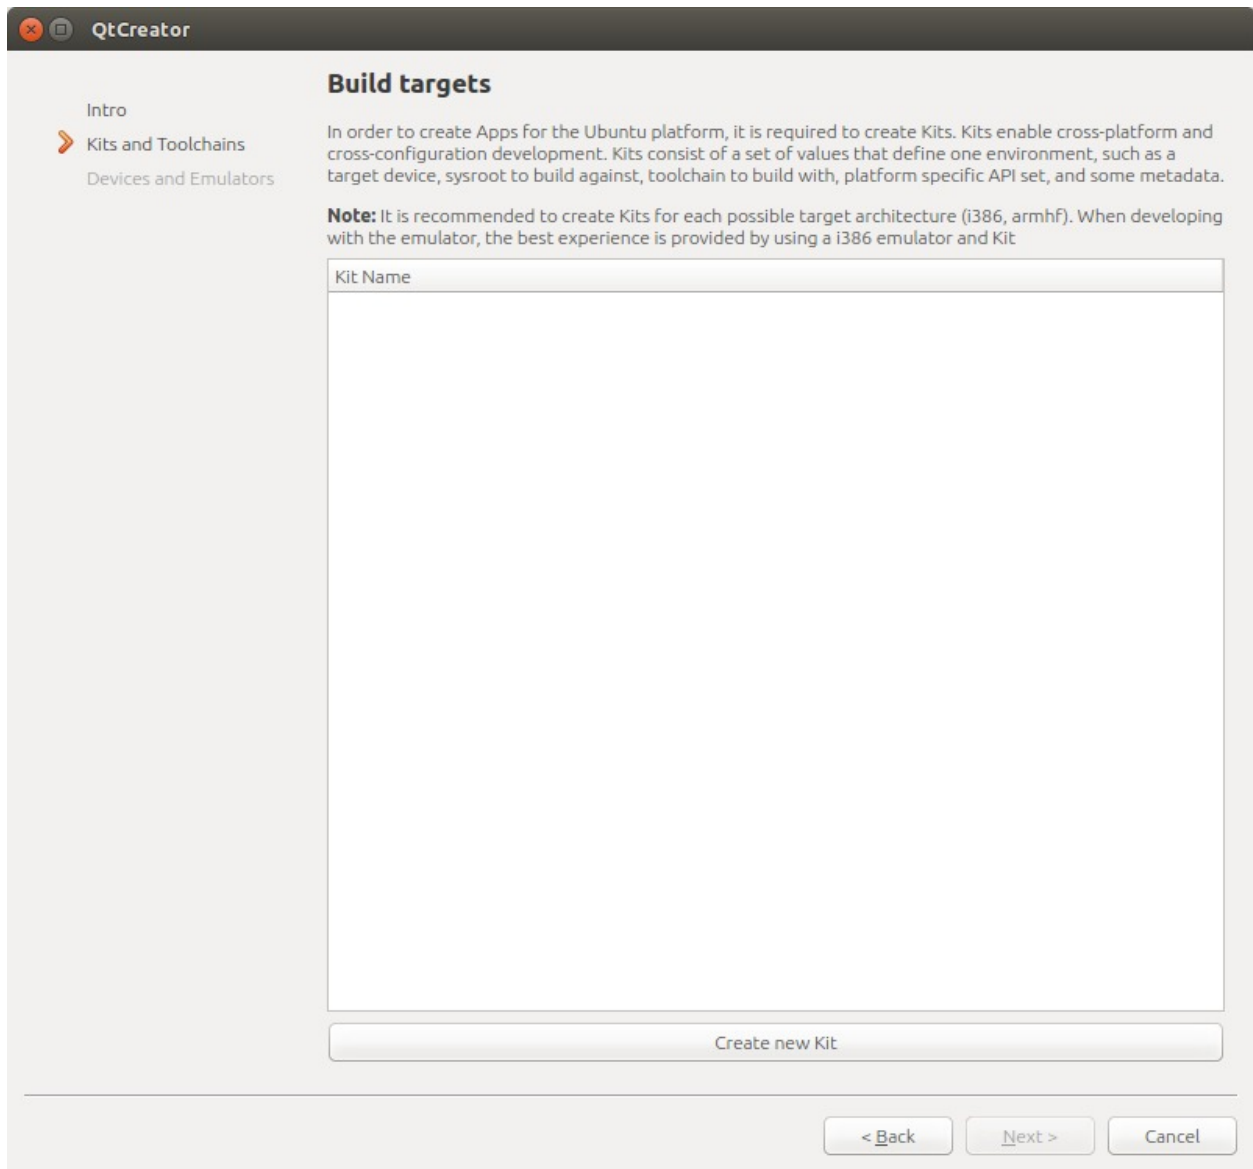 QtCreator
Intro
Kits and Toolchains
Devices and Emulators
Build targets
In order to create Apps for the Ubuntu platform, it is required to create Kits. Kits enable cross-platform and
cross-configuration development. Kits consist of a set of values that define one environment, such as a
target device, sysroot to build against, toolchain to build with, platform specific API set, and some metadata.
Note: It is recommended to create Kits for each possible target architecture (i386, armhf). When developing
with the emulator, the best experience is provided by using a i386 emulator and Kit
Kit Name
Create new Kit
< Back
Next >
Cancel